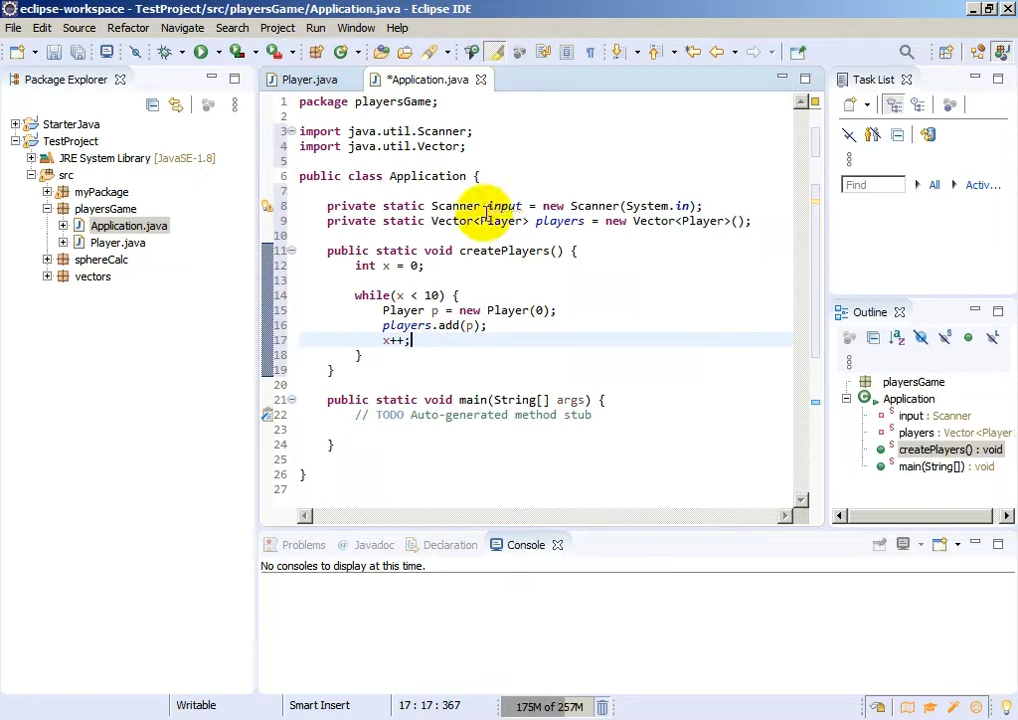 eclipse-workspace - TestProject/src/playersGame/Application.java - Eclipse IDE
File Edit Source Refactor Navigate Search Project Run Window Help
Package Explorer
StarterJava
TestProject
JRE System Library [JavaSE-1.8]
src
myPackage
playersGame
Application.java
Player.java
sphereCalc
vectors
Player.java
*Application.java
1 package playersGame;
2
3 import java.util.Scanner;
4 import java.util.Vector;
5
6 public class Application {
7
8 private static Scanner input = new Scanner(System.in);
9 private static Vector<Player> players = new Vector<Player>();
10
11 public static void createPlayers() {
12 int x = 0;
13
14 while(x < 10) {
15 Player p = new Player(0);
16 players.add(p);
17 x++;
18 }
19 }
20
21 public static void main(String[] args) {
22 // TODO Auto-generated method stub
23
24 }
25
26 }
27
Task List
Find
All
Activ...
Outline
playersGame
Application
input : Scanner
players : Vector<Player
createPlayers() : void
main(String[]) : void
Problems
@ Javadoc
Declaration
Console
No consoles to display at this time.
Writable
Smart Insert
17 : 17 : 367
175M of 257M